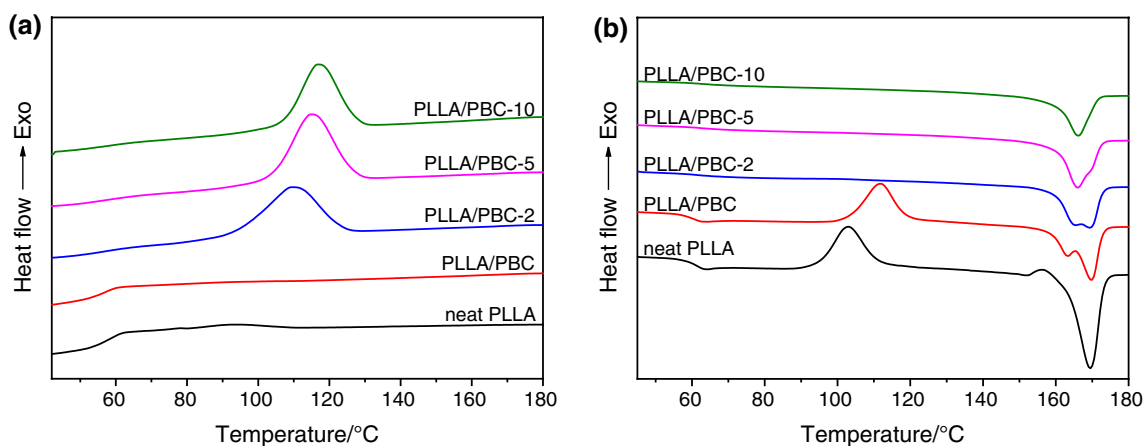 (a)
PLLA/PBC-10
PLLA/PBC-5
PLLA/PBC-2
PLLA/PBC
neat PLLA
Heat flow → Exo
60 80 100 120 140 160 180
Temperature/°C
(b)
PLLA/PBC-10
PLLA/PBC-5
PLLA/PBC-2
PLLA/PBC
neat PLLA
Heat flow → Exo
60 80 100 120 140 160 180
Temperature/°C